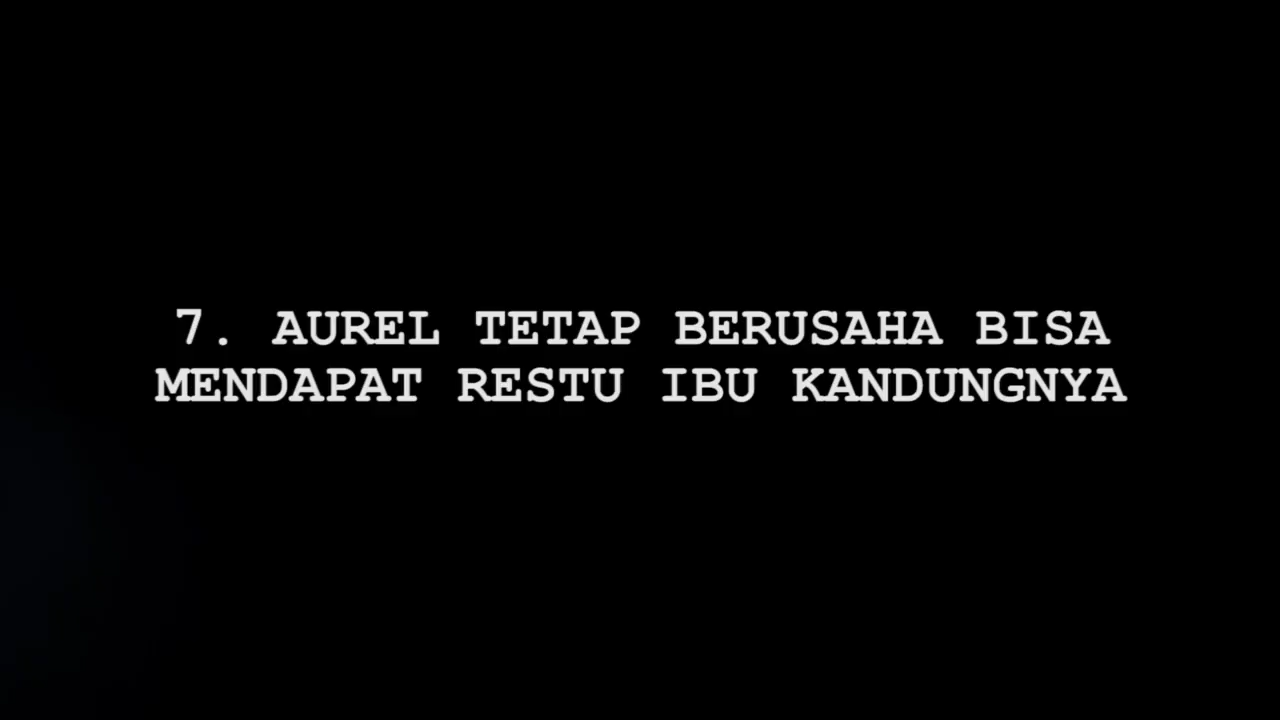 7. AUREL TETAP BERUSAHA BISA
MENDAPAT RESTU IBU KANDUNGNYA